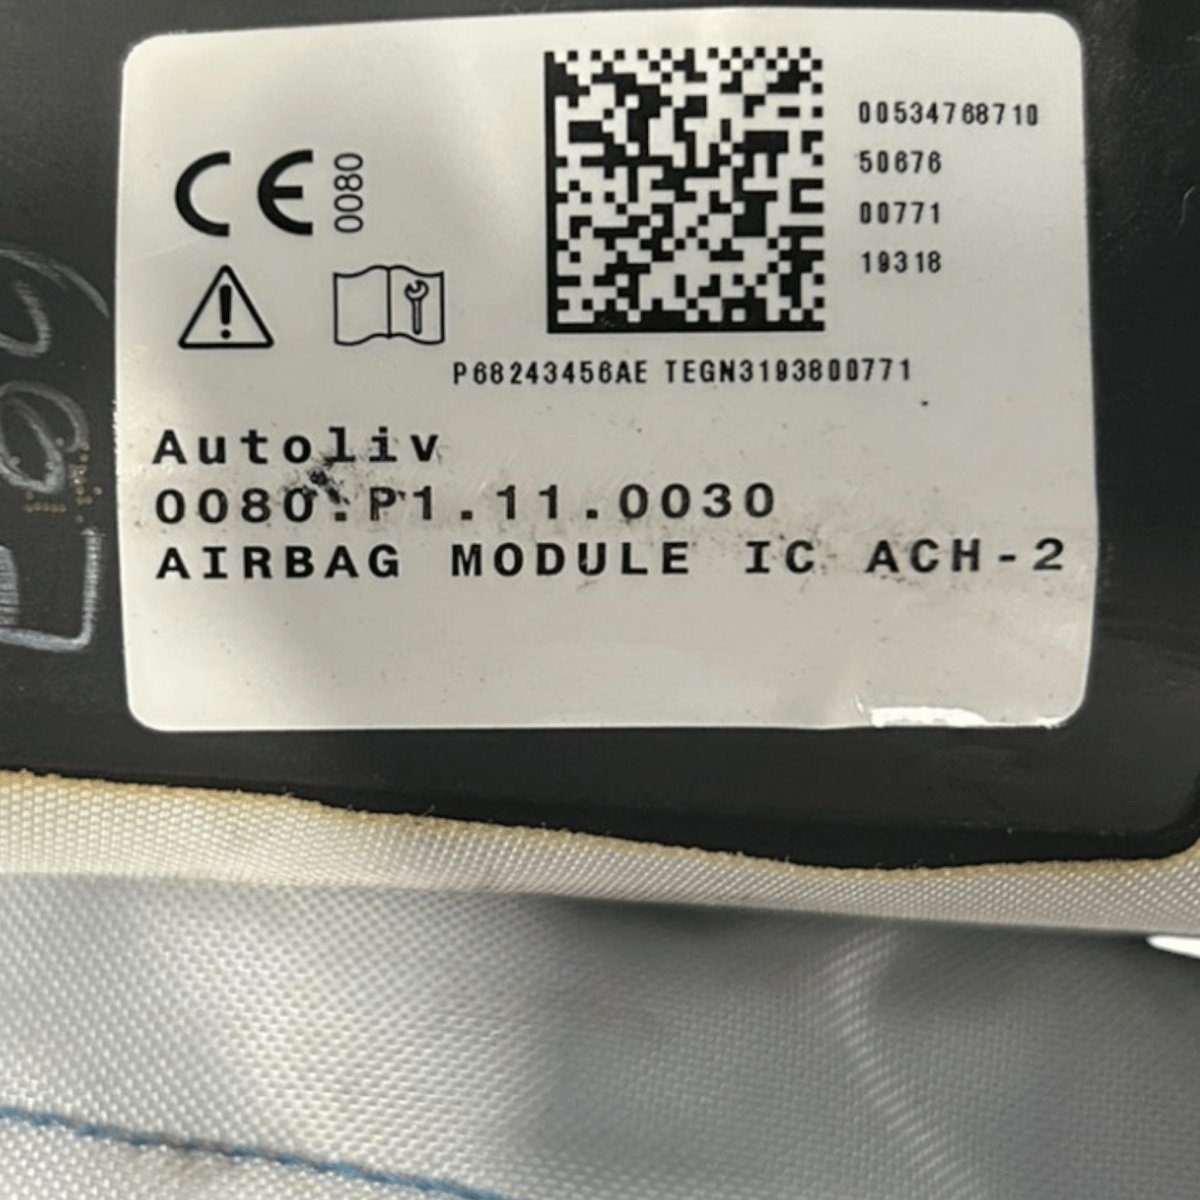 00534768710
50676
00771
19318
CE 0080
P68243456AE TEGN3193800771
Autoliv
0080.P1.11.0030
AIRBAG MODULE IC ACH-2